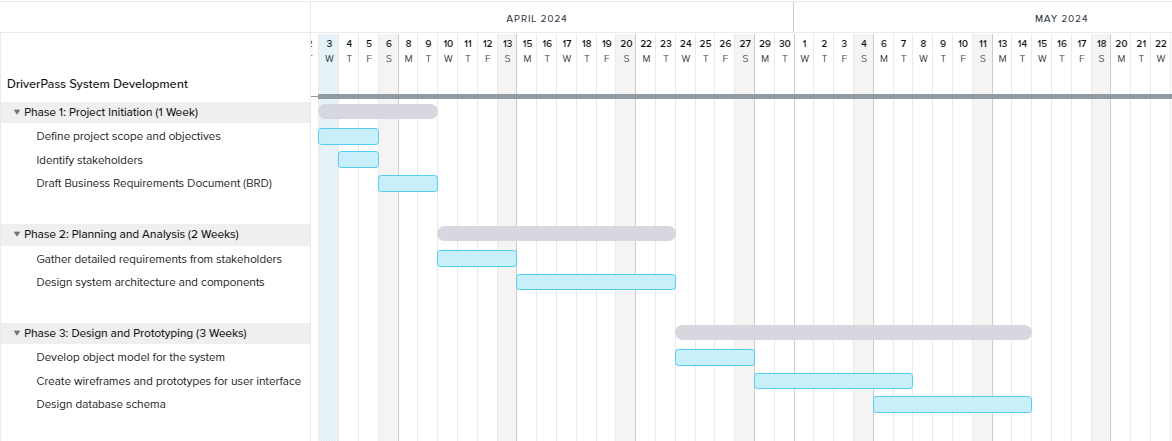 APRIL 2024 MAY 2024
3 4 5 6 8 9 10 11 12 13 15 16 17 18 19 20 22 23 24 25 26 27 29 30 1 2 3 4 6 7 8 9 10 11 13 14 15 16 17 18 20 21 22
W T F S M T W T F S M T W T F S M T W T F S M T W T F S M T W T F S M T W T F S M T W
DriverPass System Development
Phase 1: Project Initiation (1 Week)
Define project scope and objectives
Identify stakeholders
Draft Business Requirements Document (BRD)
Phase 2: Planning and Analysis (2 Weeks)
Gather detailed requirements from stakeholders
Design system architecture and components
Phase 3: Design and Prototyping (3 Weeks)
Develop object model for the system
Create wireframes and prototypes for user interface
Design database schema